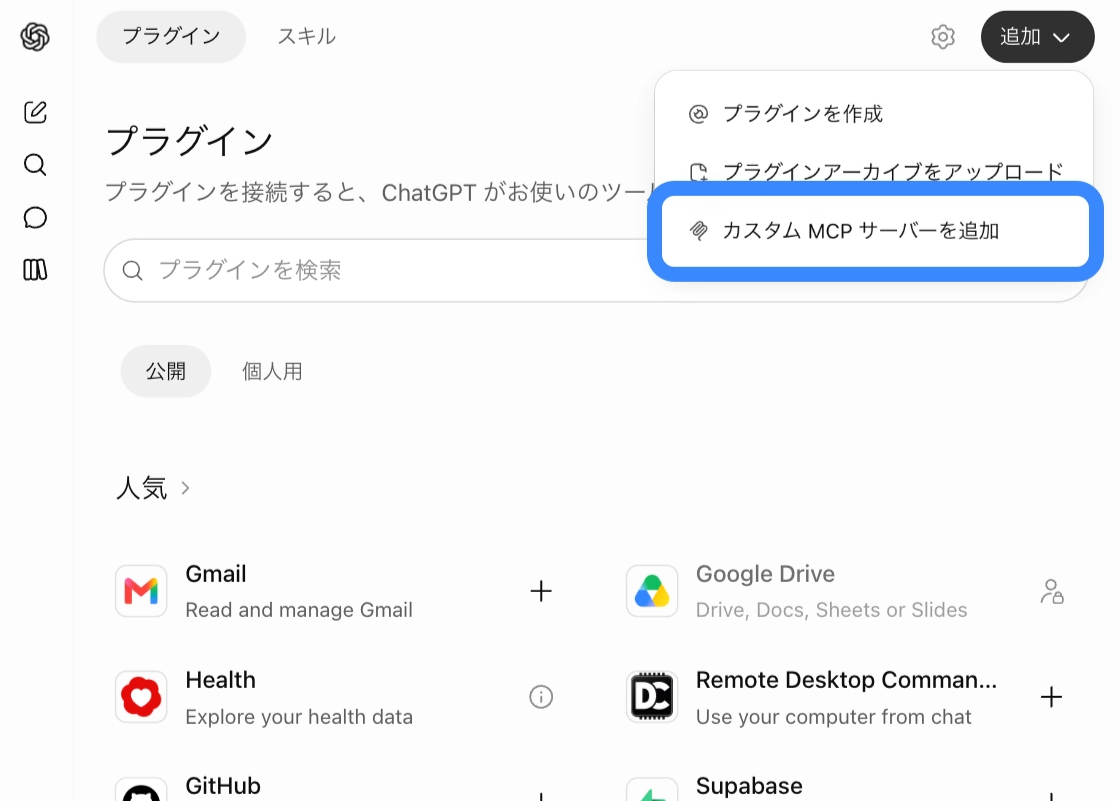 プラグイン
スキル
追加
プラグインを作成
プラグインアーカイブをアップロード
カスタム MCP サーバーを追加
プラグイン
プラグインを接続すると、ChatGPT がお使いのツール
プラグインを検索
公開
個人用
人気
Gmail
Read and manage Gmail
Google Drive
Drive, Docs, Sheets or Slides
Health
Explore your health data
Remote Desktop Comman...
Use your computer from chat
GitHub
Supabase